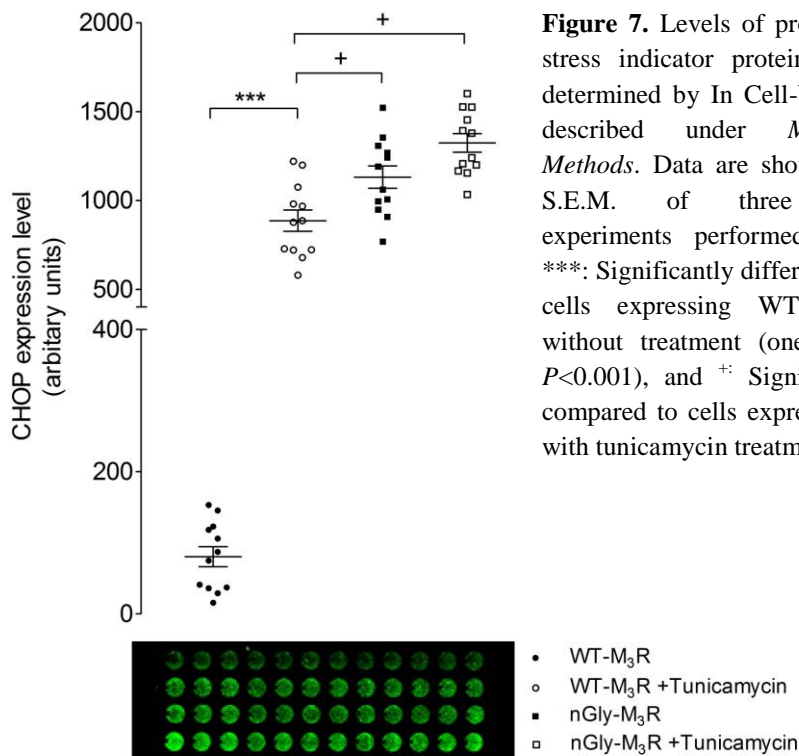 2000
1500
1000
500
400
200
0
CHOP expression level
(arbitary units)
***
+
+
Figure 7. Levels of pro
stress indicator protein
determined by In Cell-
described under M
Methods. Data are sho
S.E.M. of three
experiments performed
***: Significantly differ
cells expressing WT
without treatment (one
P<0.001), and +: Signi
compared to cells expre
with tunicamycin treatm
WT-M₃R
WT-M₃R +Tunicamycin
nGly-M₃R
nGly-M₃R +Tunicamycin